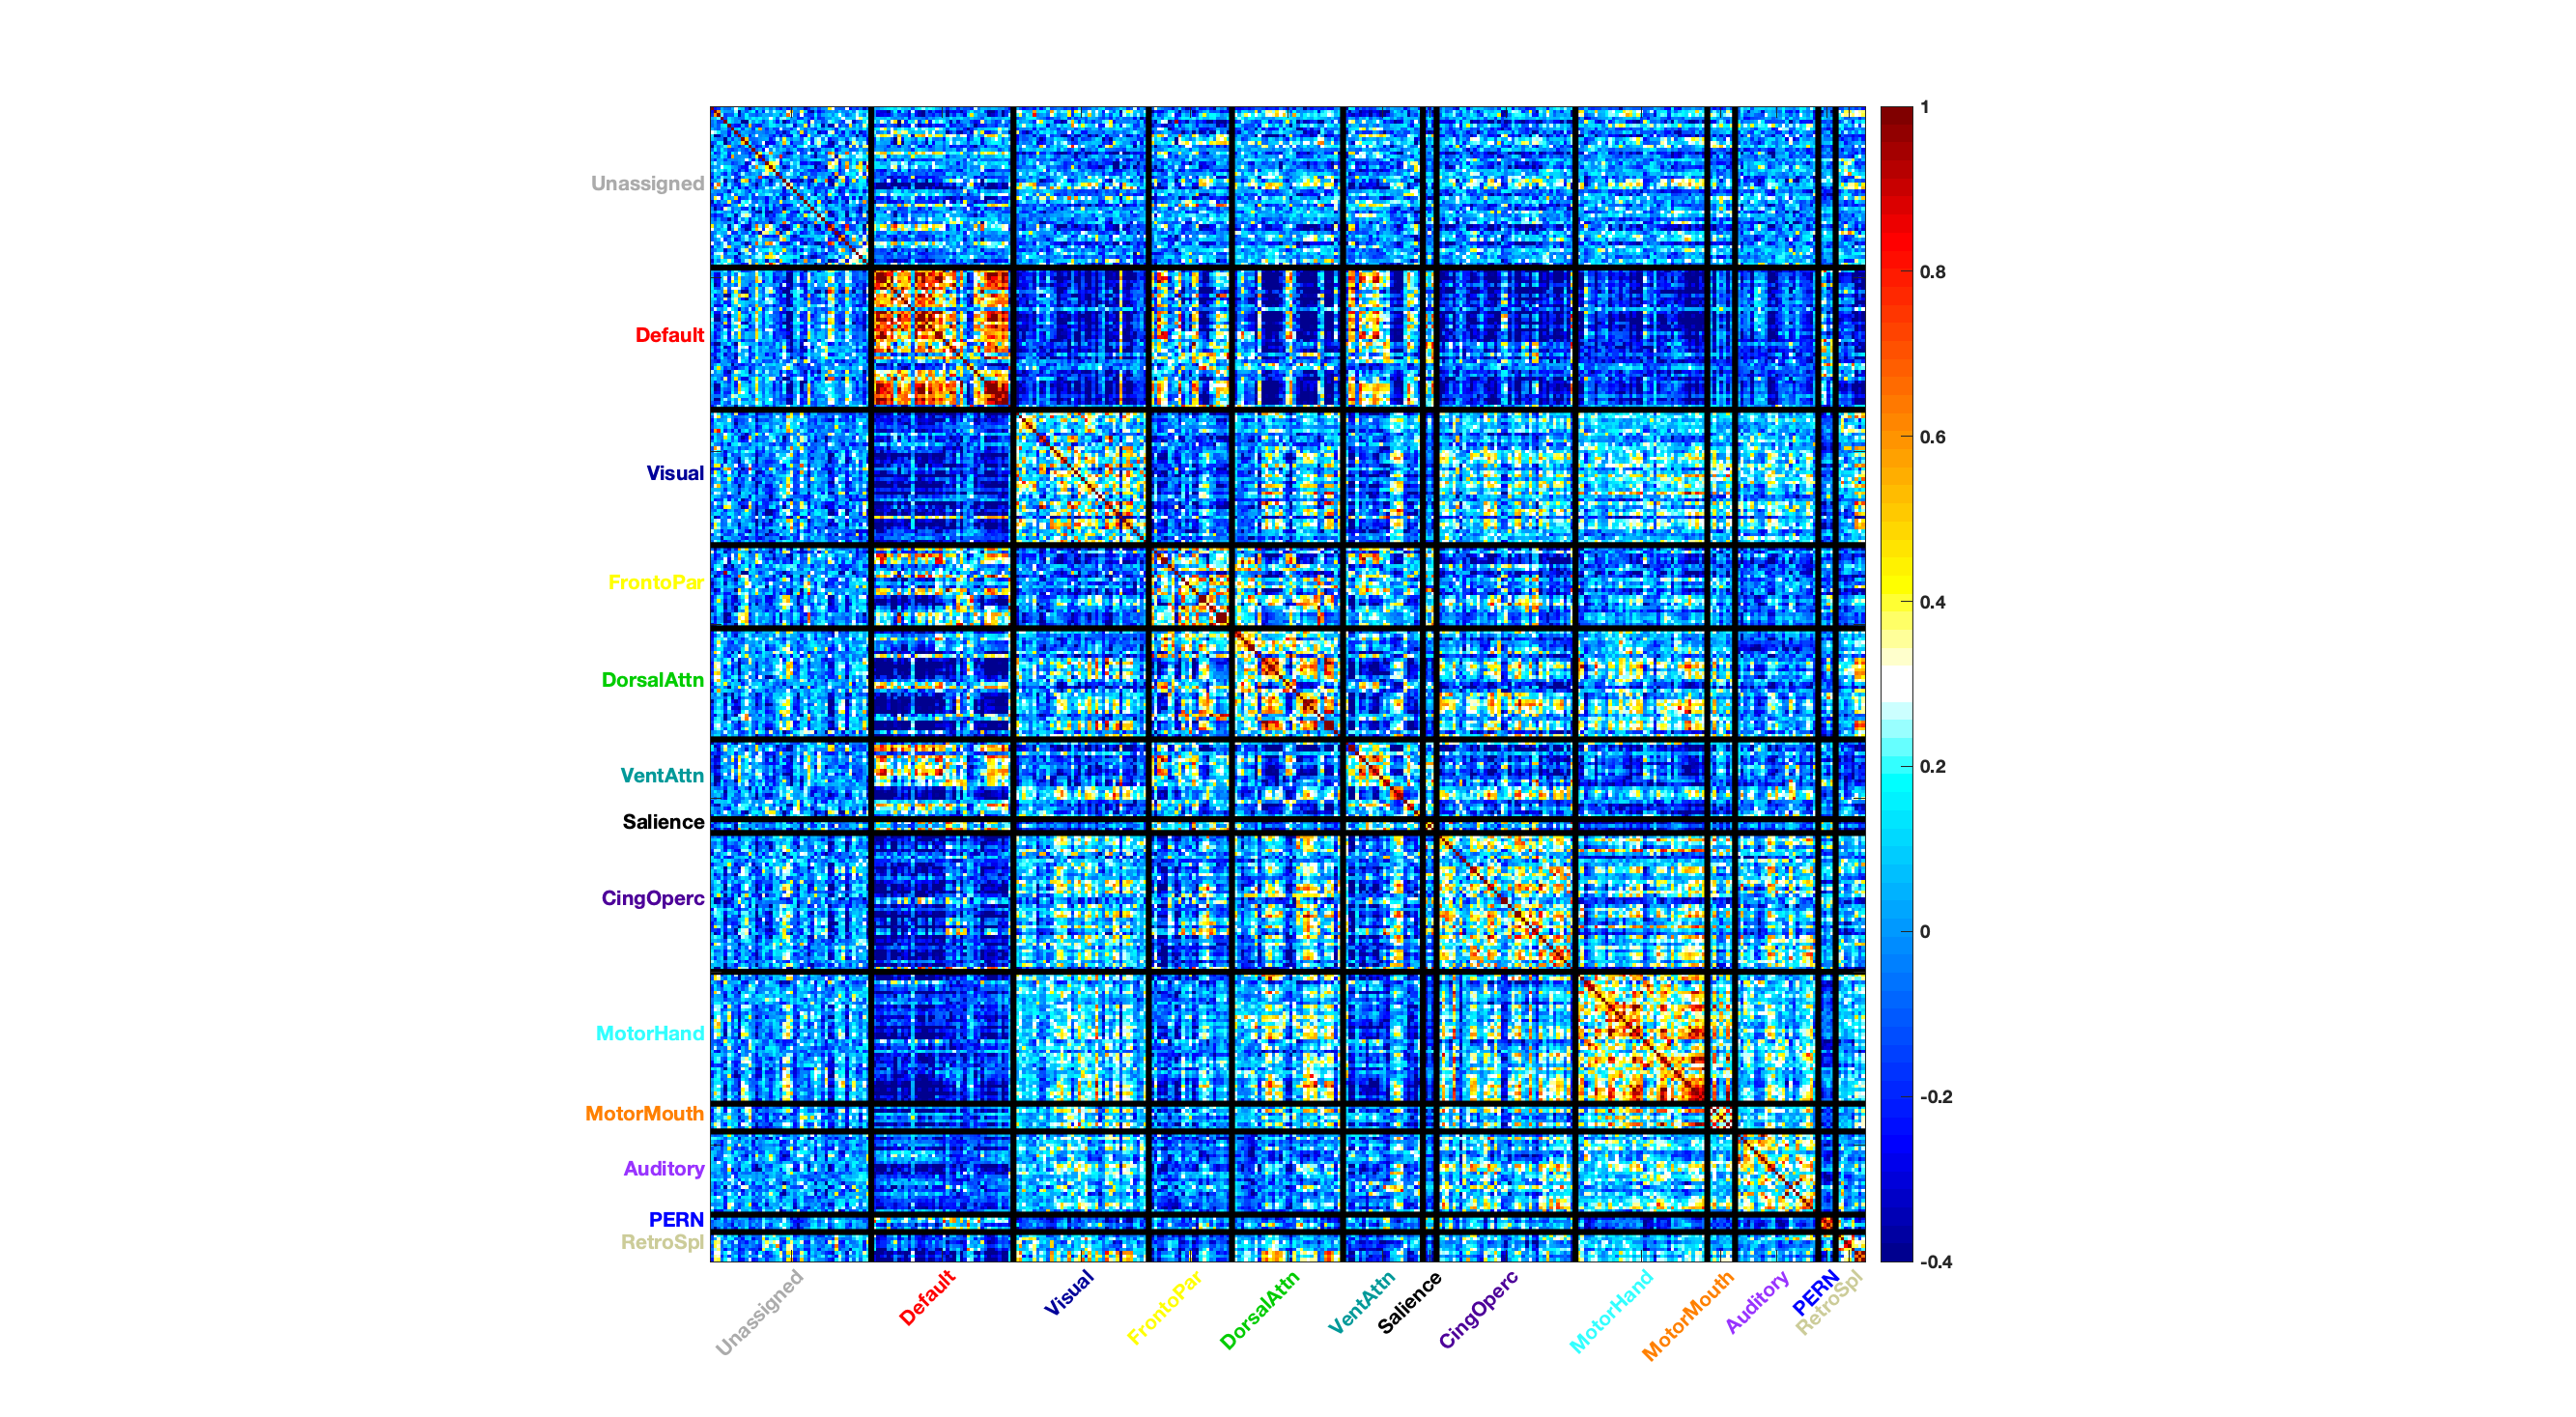 Unassigned
Default
Visual
FrontoPar
DorsalAttn
VentAttn
Salience
CingOperc
MotorHand
MotorMouth
Auditory
PERN
RetroSpl
Unassigned
Default
Visual
FrontoPar
DorsalAttn
VentAttn
Salience
CingOperc
MotorHand
MotorMouth
Auditory
PERN
RetroSpl
1
0.8
0.6
0.4
0.2
0
-0.2
-0.4